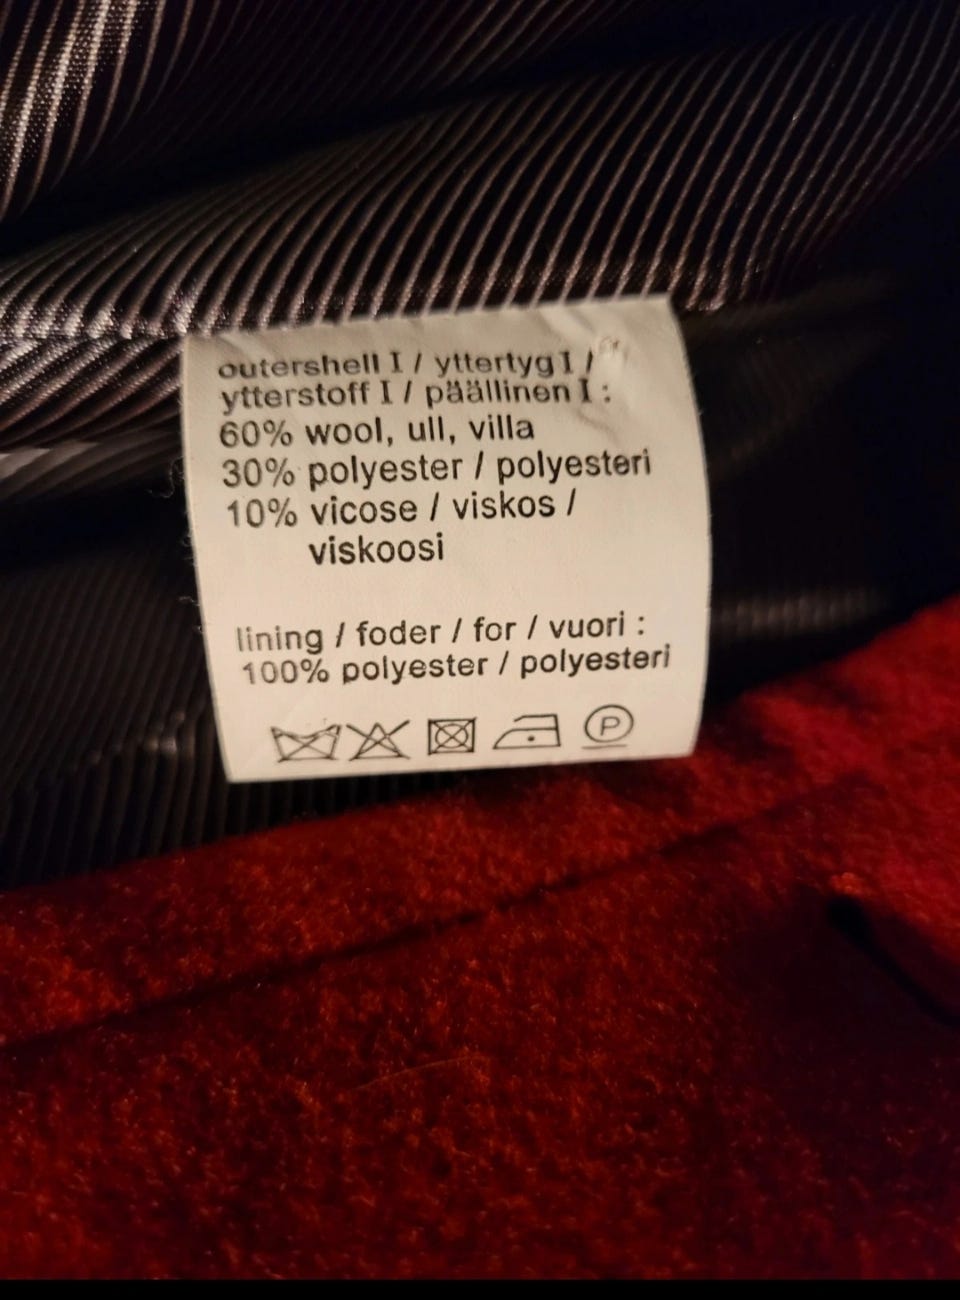 outershell I / yttertyg I /
ytterstoff I / päällinen I :
60% wool, ull, villa
30% polyester / polyesteri
10% vicose / viskos /
viskoosi
lining / foder / for / vuori :
100% polyester / polyesteri
P